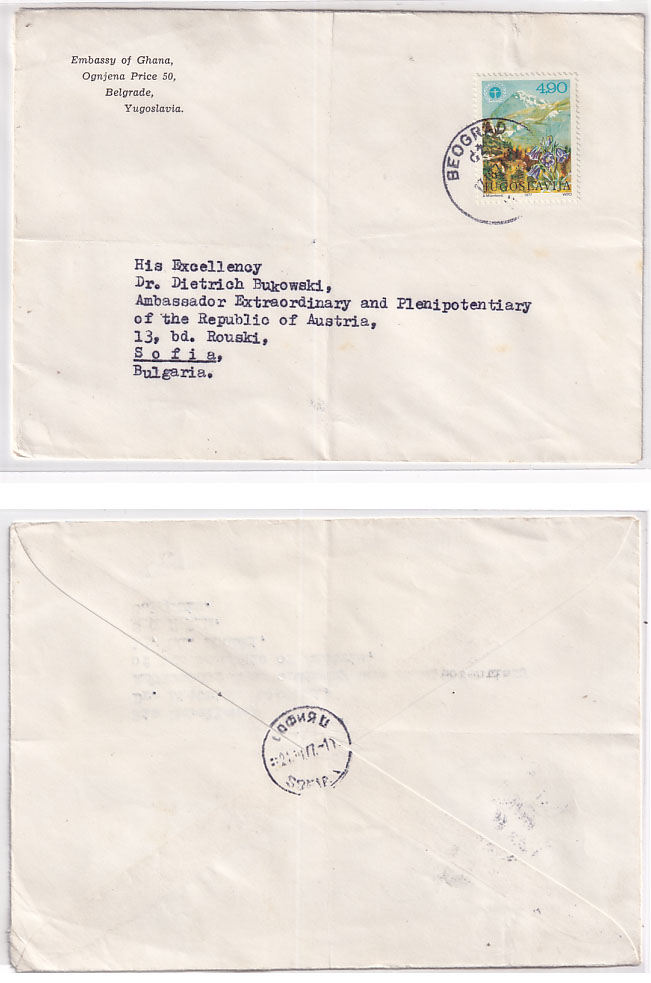 Embassy of Ghana,
Ognjena Price 50,
Belgrade,
Yugoslavia.
4,90
JUGOSLAVIJA
BEOGRAD
His Excellency
Dr. Dietrich Bukowski,
Ambassador Extraordinary and Plenipotentiary
of the Republic of Austria,
13, bd. Rouski,
S o f i a,
Bulgaria.